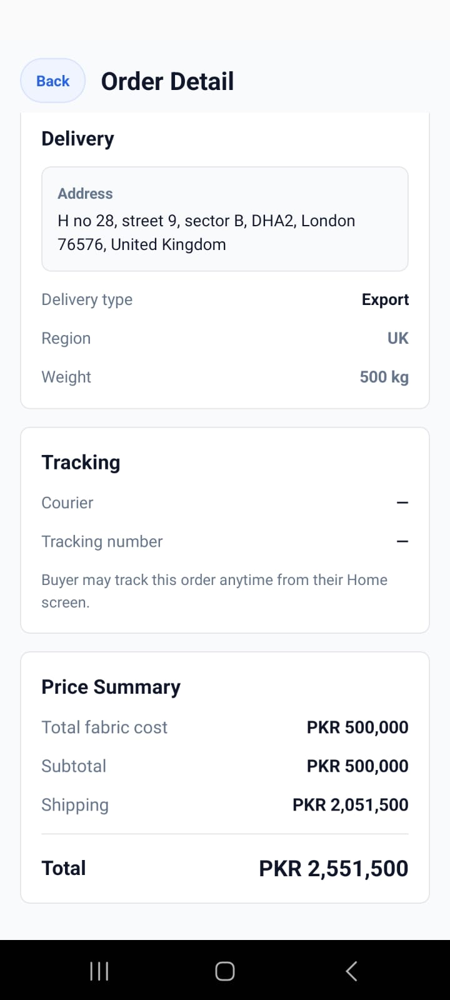 Back
Order Detail
Delivery
Address
H no 28, street 9, sector B, DHA2, London
76576, United Kingdom
Delivery type Export
Region UK
Weight 500 kg
Tracking
Courier –
Tracking number –
Buyer may track this order anytime from their Home
screen.
Price Summary
Total fabric cost PKR 500,000
Subtotal PKR 500,000
Shipping PKR 2,051,500
Total PKR 2,551,500